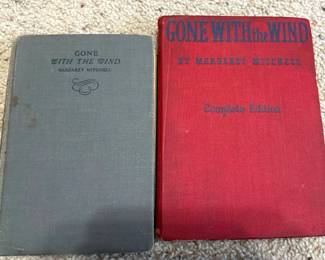 GONE
WITH THE WIND
MARGARET MITCHELL
GONE WITH the WIND
BY MARGARET MITCHELL
Complete Edition